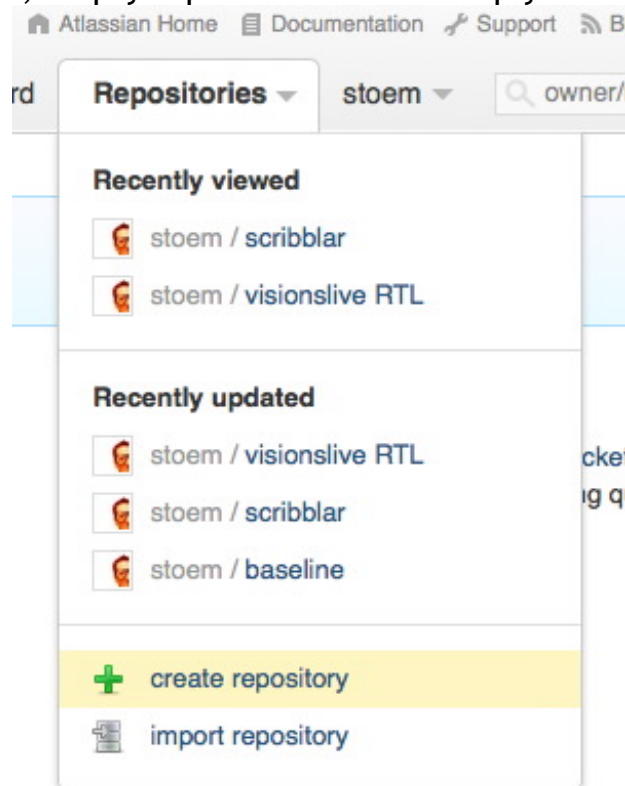 Atlassian Home Documentation Support B
rd Repositories stoem owner/
Recently viewed
stoem / scribblar
stoem / visionslive RTL
Recently updated
stoem / visionslive RTL
cket
stoem / scribblar
g q
stoem / baseline
create repository
import repository